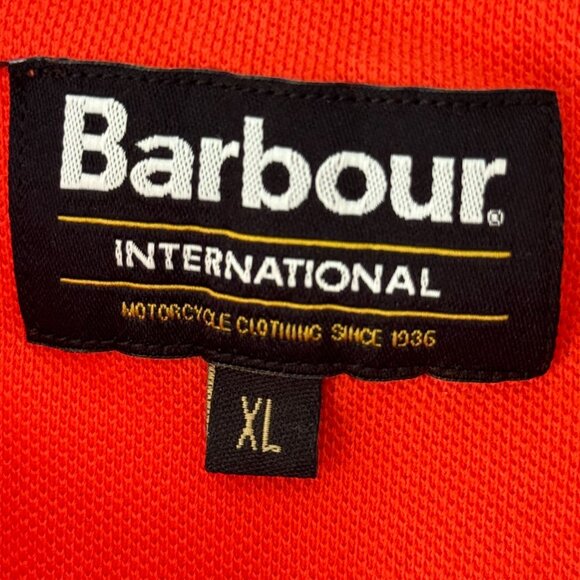 Barbour®
INTERNATIONAL
MOTORCYCLE CLOTHING SINCE 1936
XL